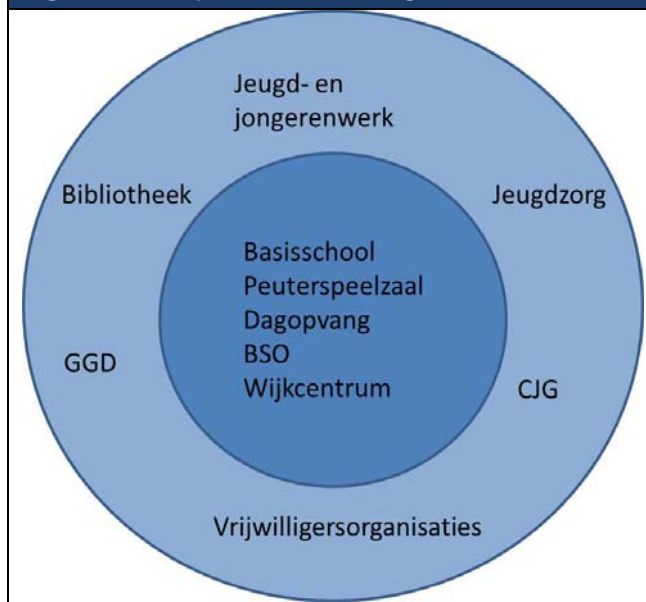 Jeugd- en
jongerenwerk
Bibliotheek
Jeugdzorg
Basisschool
Peuterspeelzaal
Dagopvang
BSO
Wijkcentrum
GGD
CJG
Vrijwilligersorganisaties